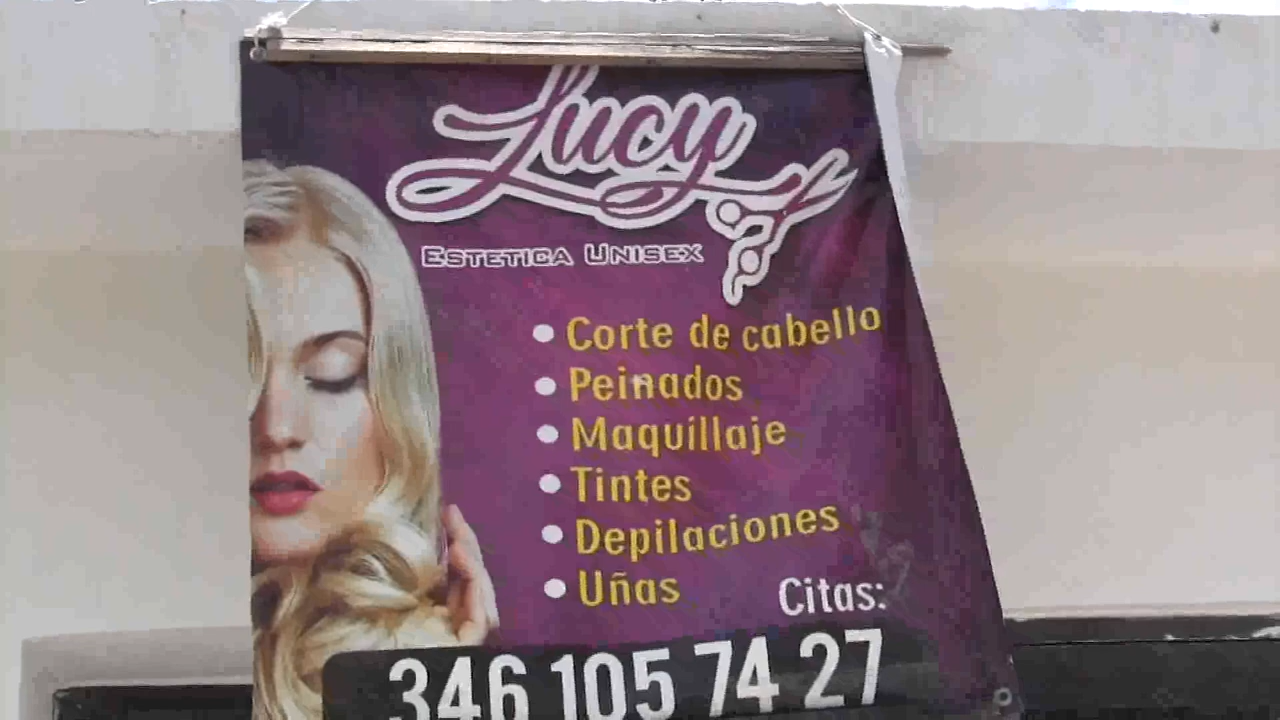 Lucy
ESTETICA UNISEX
• Corte de cabello
• Peinados
• Maquillaje
• Tintes
• Depilaciones
• Uñas
Citas:
346 105 74 27